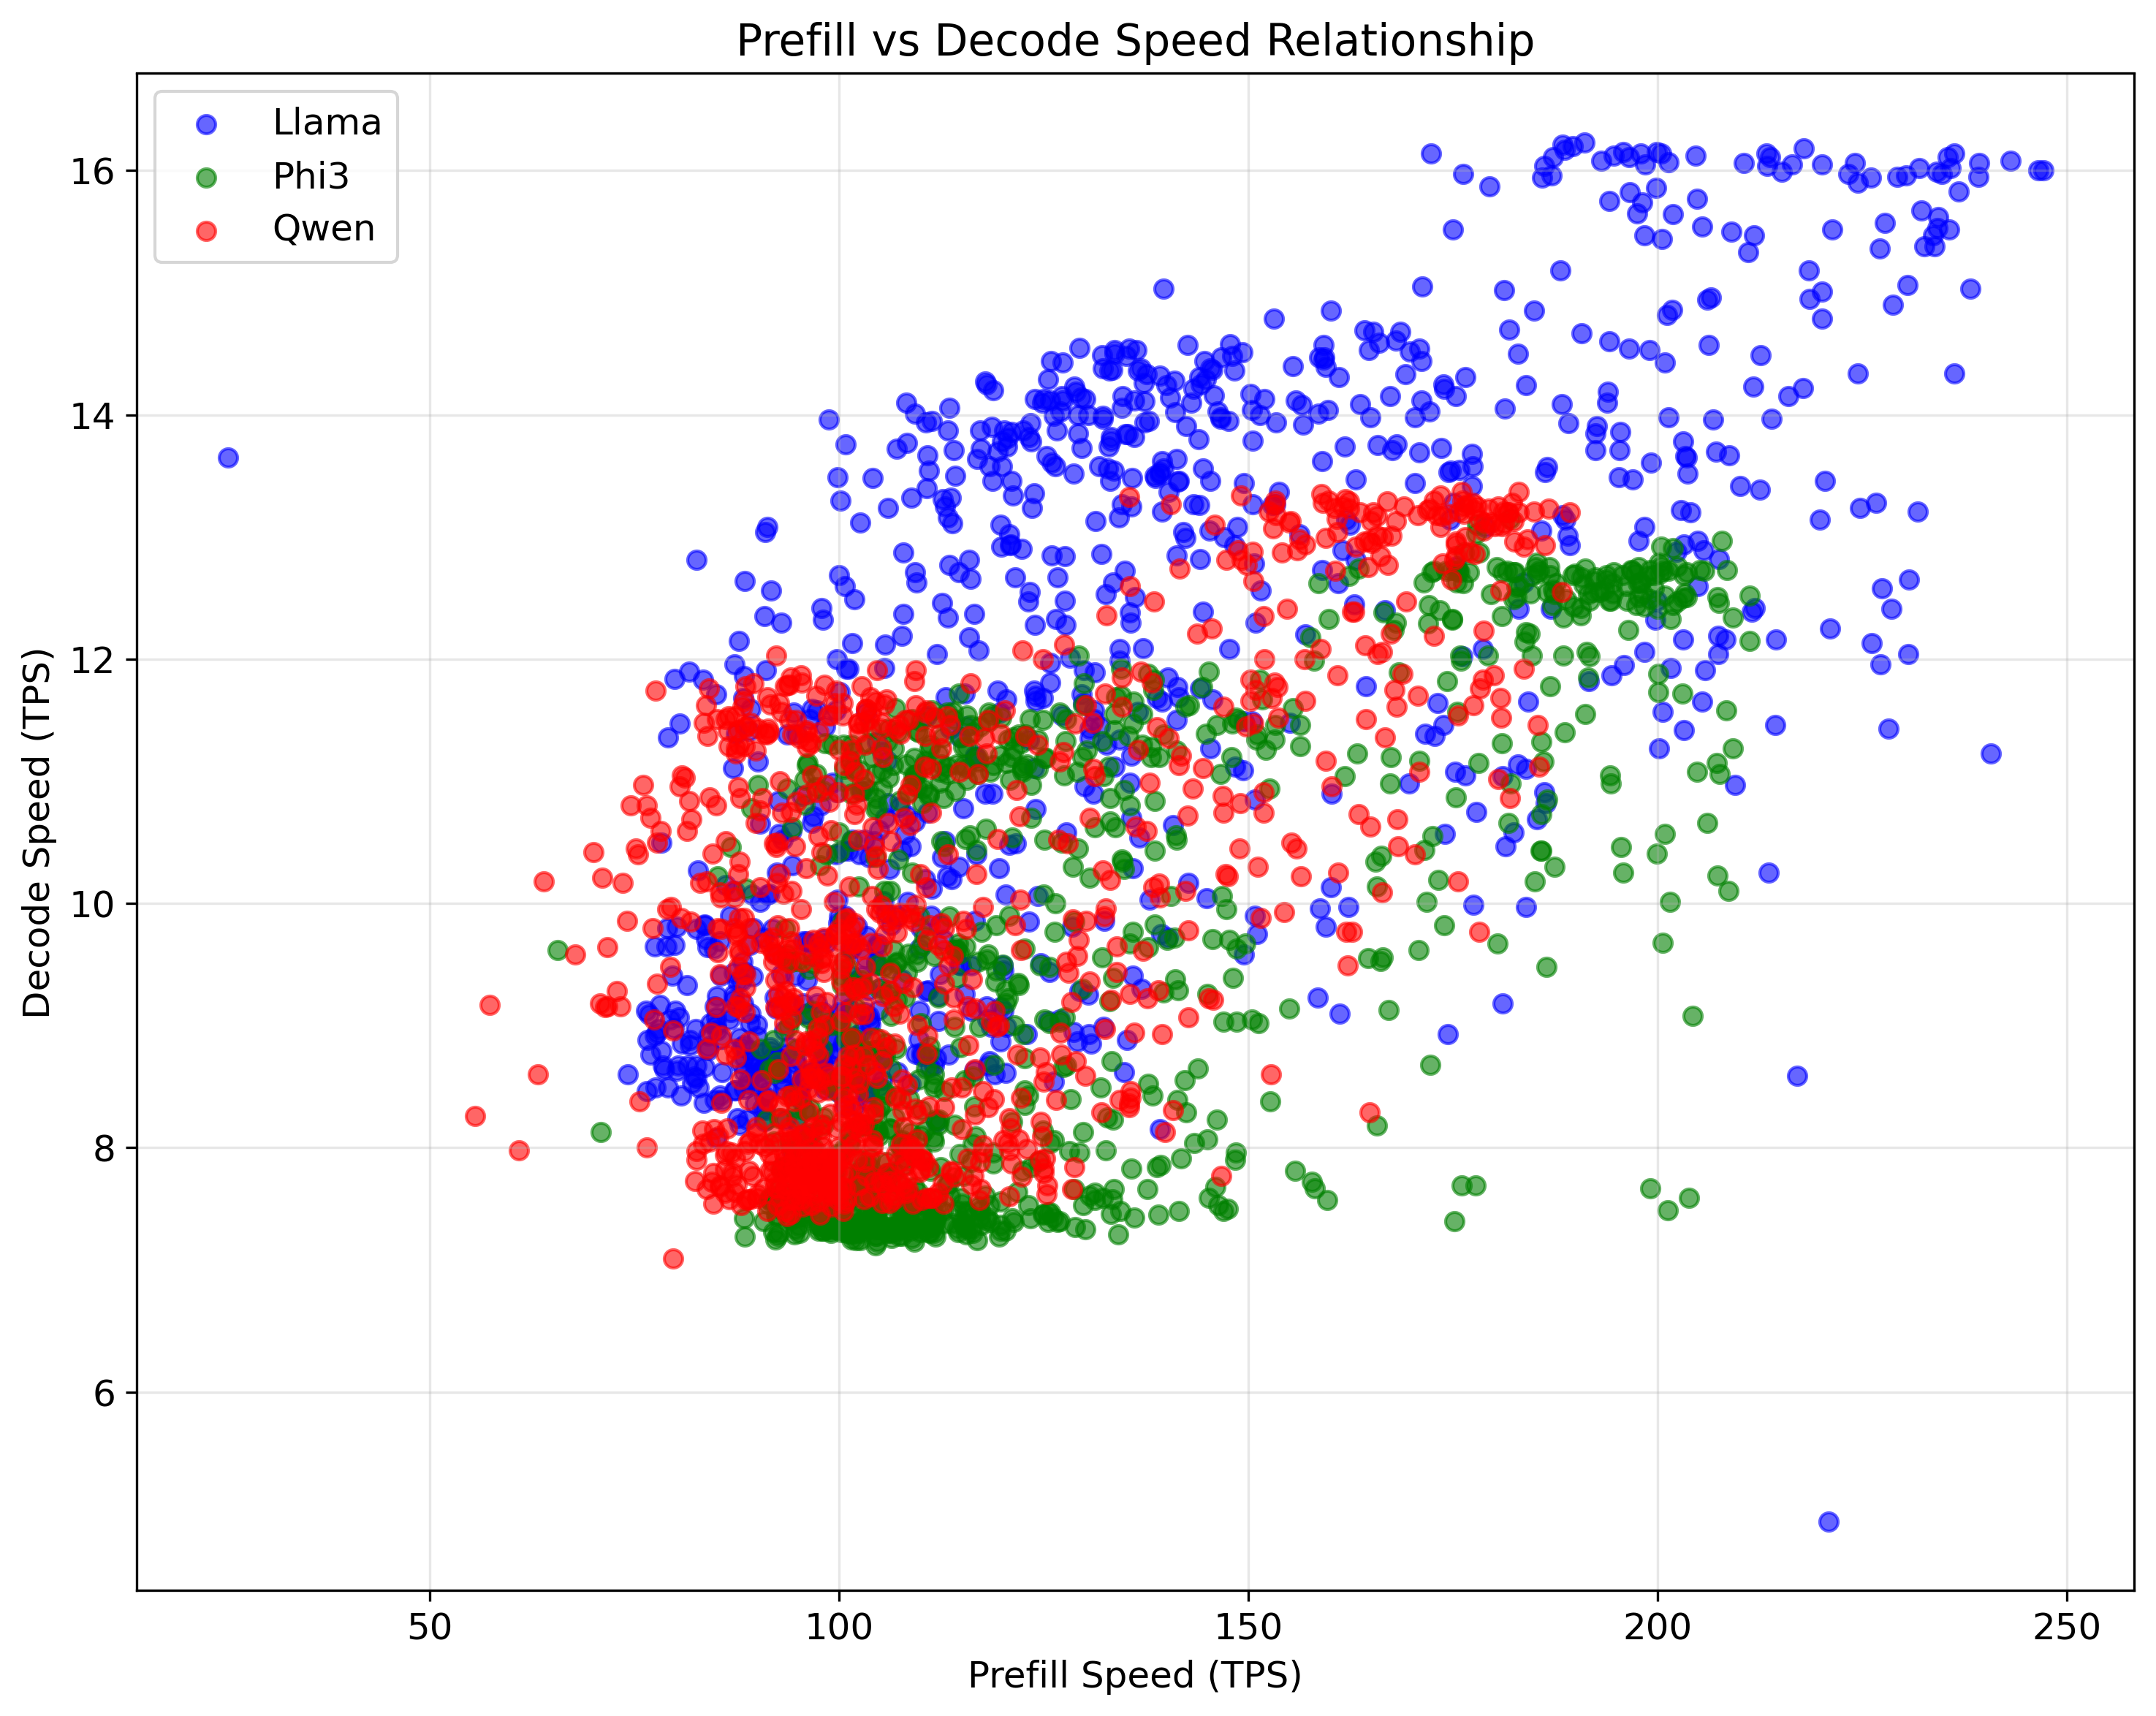 Prefill vs Decode Speed Relationship
Llama
Phi3
Qwen
16
14
12
10
8
6
Decode Speed (TPS)
50 100 150 200 250
Prefill Speed (TPS)